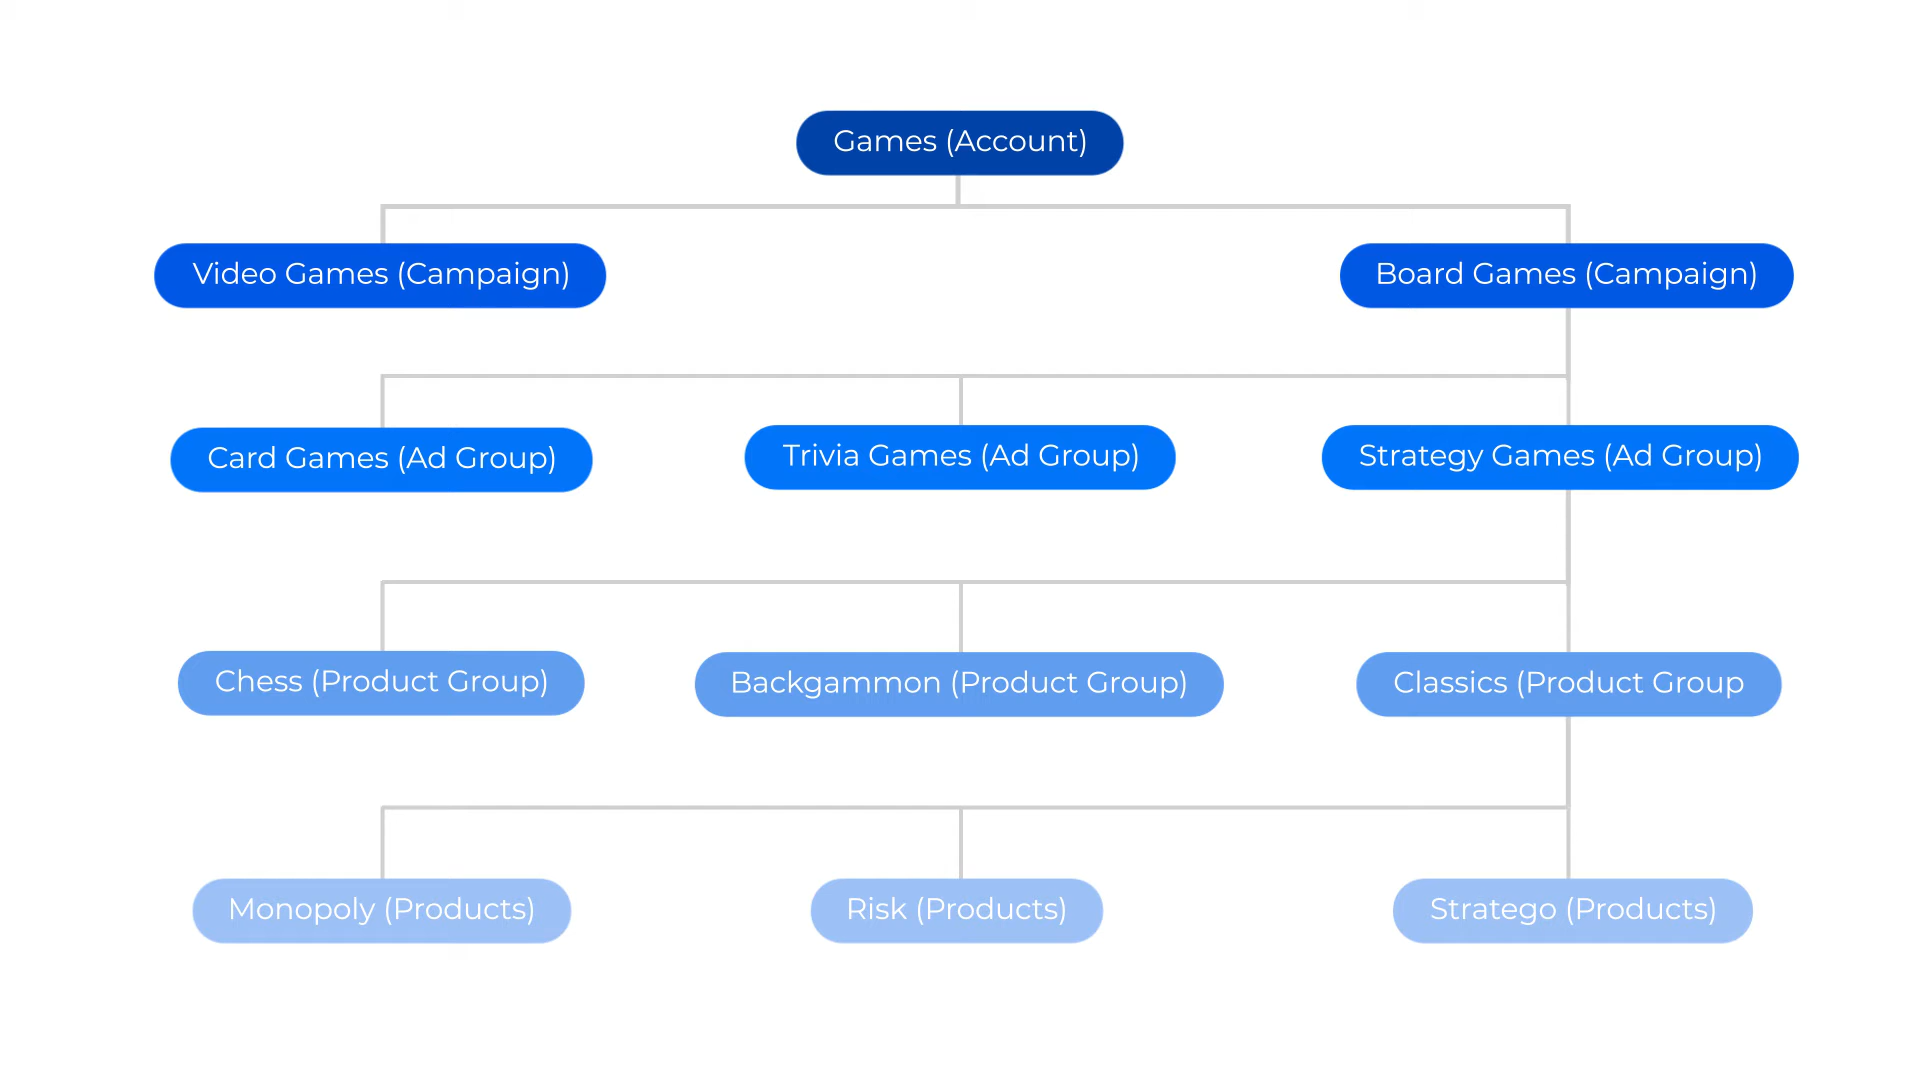 Games (Account)
Video Games (Campaign)
Board Games (Campaign)
Card Games (Ad Group)
Trivia Games (Ad Group)
Strategy Games (Ad Group)
Chess (Product Group)
Backgammon (Product Group)
Classics (Product Group
Monopoly (Products)
Risk (Products)
Stratego (Products)